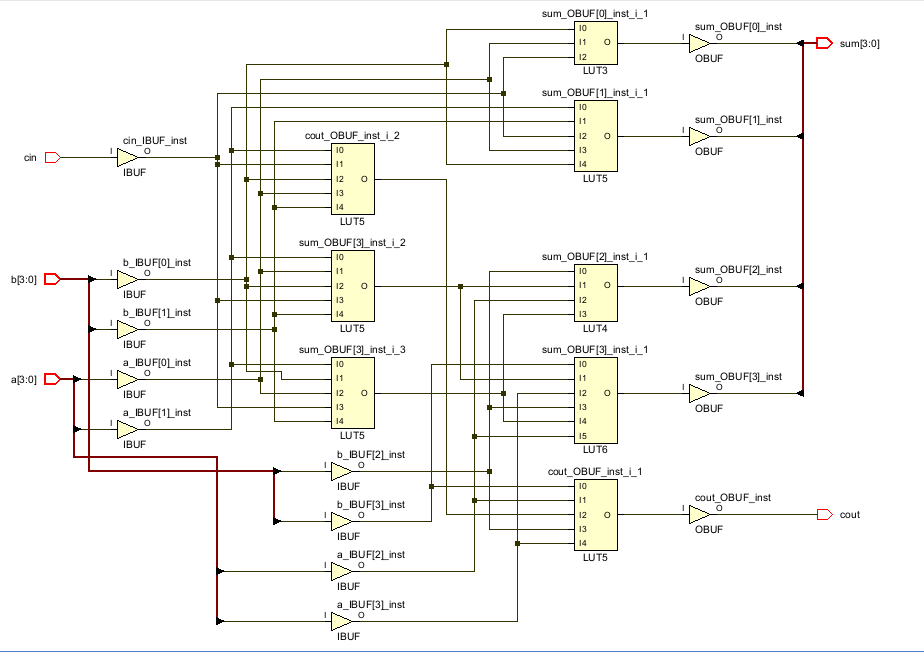 sum_OBUF[0]_inst_i_1
I0
I1
I2
O
LUT3
sum_OBUF[0]_inst
I
O
OBUF
sum[3:0]
sum_OBUF[1]_inst_i_1
I0
I1
I2
I3
I4
O
LUT5
sum_OBUF[1]_inst
I
O
OBUF
cin
cin_IBUF_inst
I
O
IBUF
cout_OBUF_inst_i_2
I0
I1
I2
I3
I4
O
LUT5
b[3:0]
b_IBUF[0]_inst
I
O
IBUF
sum_OBUF[3]_inst_i_2
I0
I1
I2
I3
I4
O
LUT5
sum_OBUF[2]_inst_i_1
I0
I1
I2
I3
O
LUT4
sum_OBUF[2]_inst
I
O
OBUF
b_IBUF[1]_inst
I
O
IBUF
a[3:0]
a_IBUF[0]_inst
I
O
IBUF
sum_OBUF[3]_inst_i_3
I0
I1
I2
I3
I4
O
LUT5
sum_OBUF[3]_inst_i_1
I0
I1
I2
I3
I4
I5
O
LUT6
sum_OBUF[3]_inst
I
O
OBUF
a_IBUF[1]_inst
I
O
IBUF
b_IBUF[2]_inst
I
O
IBUF
b_IBUF[3]_inst
I
O
IBUF
cout_OBUF_inst_i_1
I0
I1
I2
I3
I4
O
LUT5
cout_OBUF_inst
I
O
OBUF
cout
a_IBUF[2]_inst
I
O
IBUF
a_IBUF[3]_inst
I
O
IBUF